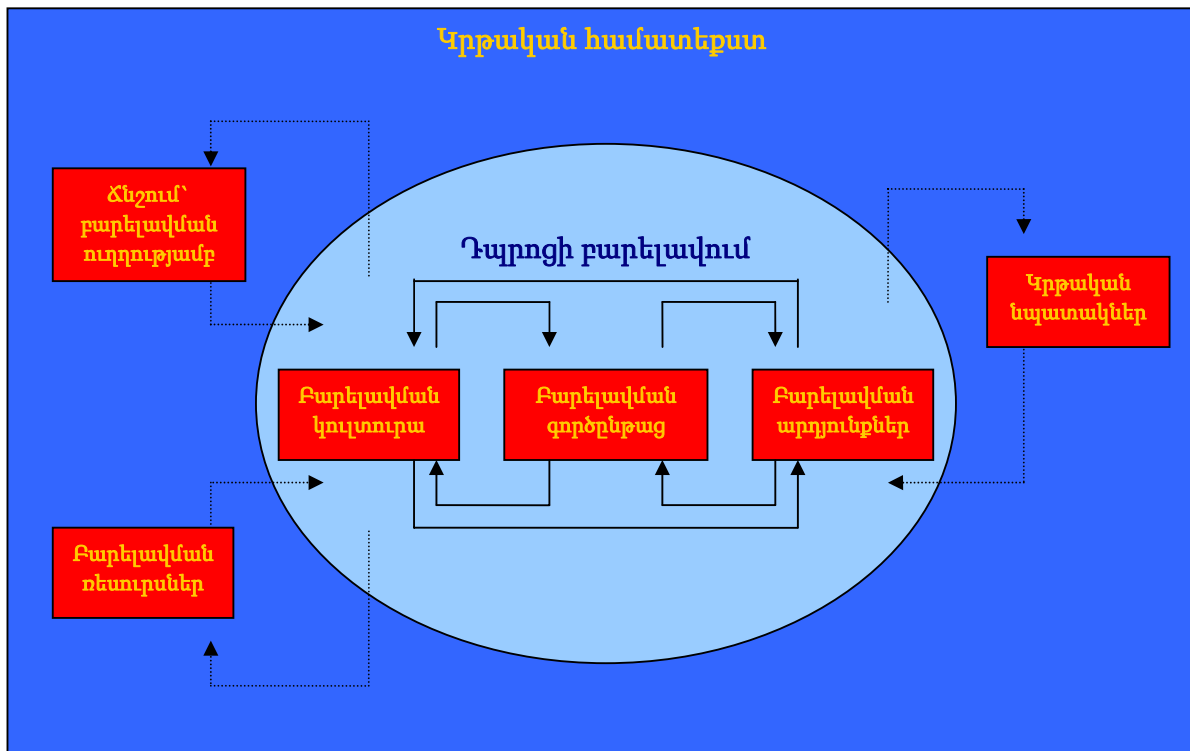 Կրթական համատեքստ
Ճնշում՝
բարելավման
ուղղությամբ
Դպրոցի բարելավում
Կրթական
նպատակներ
Բարելավման
կուլտուրա
Բարելավման
գործընթաց
Բարելավման
արդյունքներ
Բարելավման
ռեսուրսներ